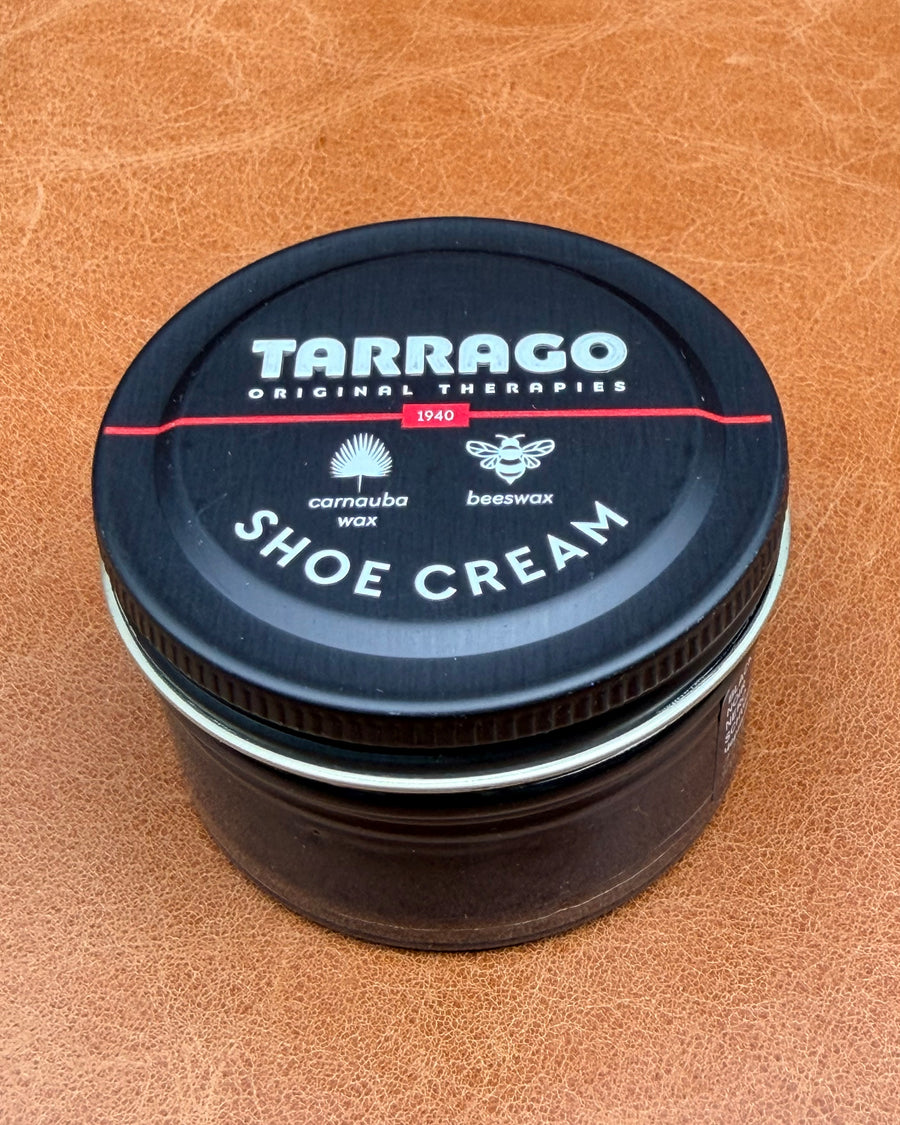 TARRAGO
ORIGINAL THERAPIES
1940
carnauba
wax
beeswax
SHOE CREAM